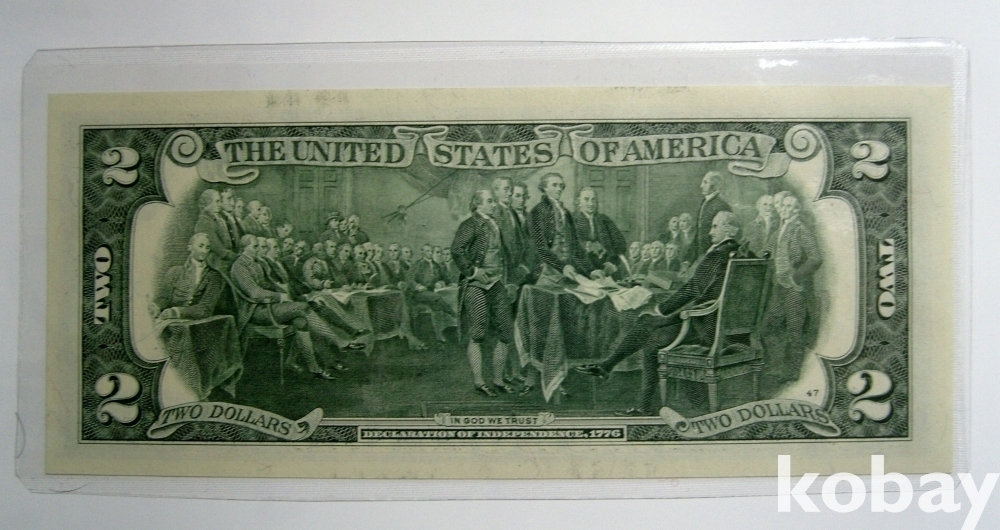 THE UNITED STATES OF AMERICA
2
2
TWO
TWO
2
2
47
TWO DOLLARS
IN GOD WE TRUST
TWO DOLLARS
DECLARATION OF INDEPENDENCE, 1776
kobay